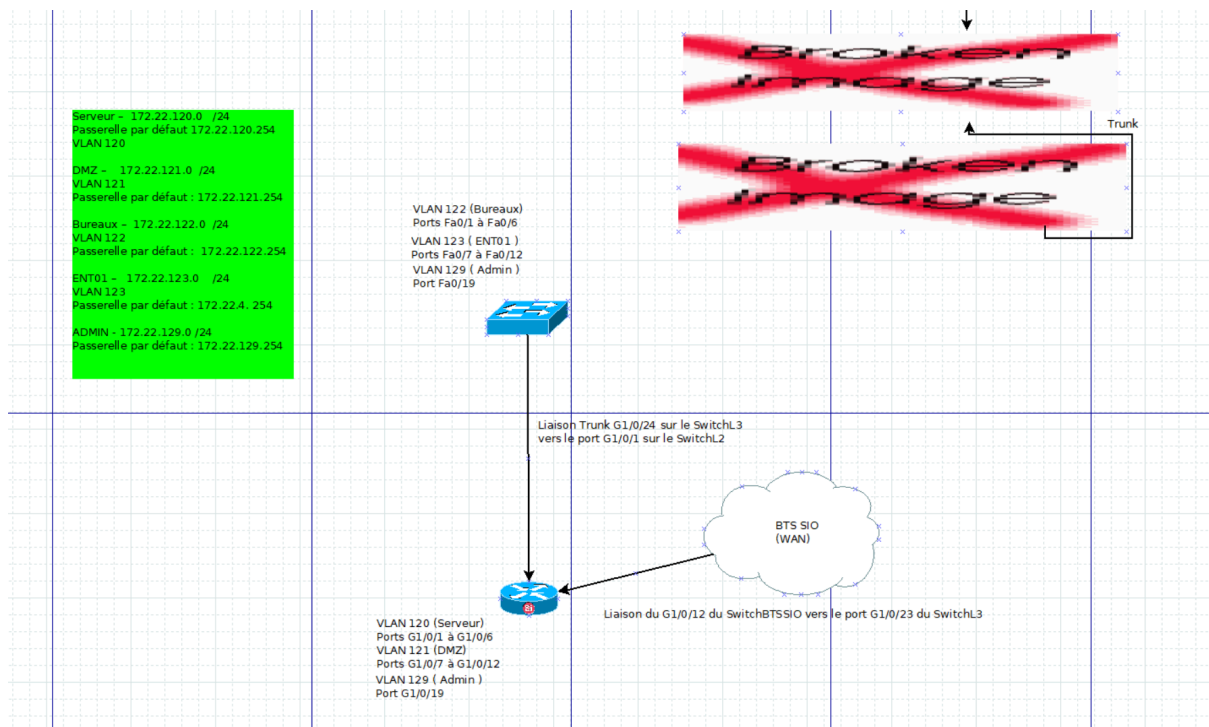 Serveur – 172.22.120.0 /24
Passerelle par défaut 172.22.120.254
VLAN 120
DMZ – 172.22.121.0 /24
VLAN 121
Passerelle par défaut : 172.22.121.254
Bureaux – 172.22.122.0 /24
VLAN 122
Passerelle par défaut : 172.22.122.254
ENT01 – 172.22.123.0 /24
VLAN 123
Passerelle par défaut : 172.22.4. 254
ADMIN - 172.22.129.0 /24
Passerelle par défaut : 172.22.129.254
Trunk
VLAN 122 (Bureaux)
Ports Fa0/1 à Fa0/6
VLAN 123 ( ENT01 )
Ports Fa0/7 à Fa0/12
VLAN 129 ( Admin )
Port Fa0/19
Liaison Trunk G1/0/24 sur le SwitchL3
vers le port G1/0/1 sur le SwitchL2
BTS SIO
(WAN)
Liaison du G1/0/12 du SwitchBTSSIO vers le port G1/0/23 du SwitchL3
VLAN 120 (Serveur)
Ports G1/0/1 à G1/0/6
VLAN 121 (DMZ)
Ports G1/0/7 à G1/0/12
VLAN 129 ( Admin )
Port G1/0/19